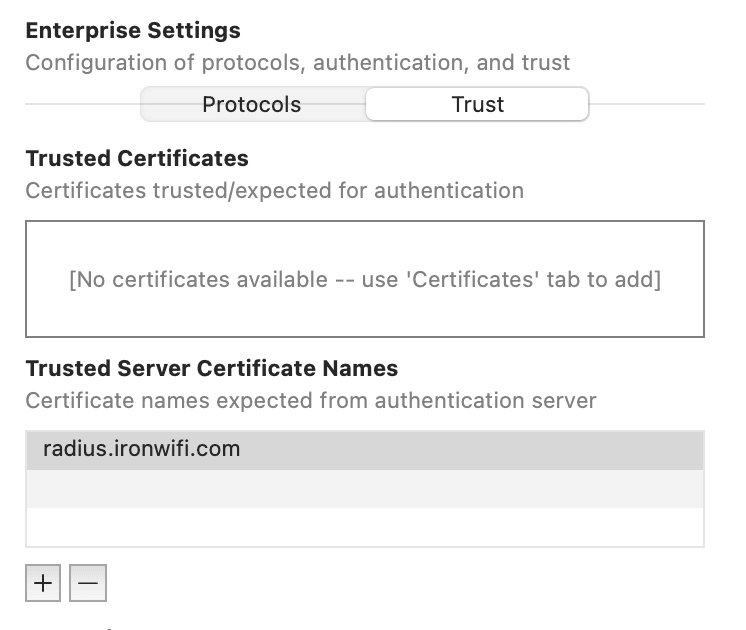 Enterprise Settings
Configuration of protocols, authentication, and trust
Protocols
Trust
Trusted Certificates
Certificates trusted/expected for authentication
[No certificates available -- use 'Certificates' tab to add]
Trusted Server Certificate Names
Certificate names expected from authentication server
radius.ironwifi.com
+ —